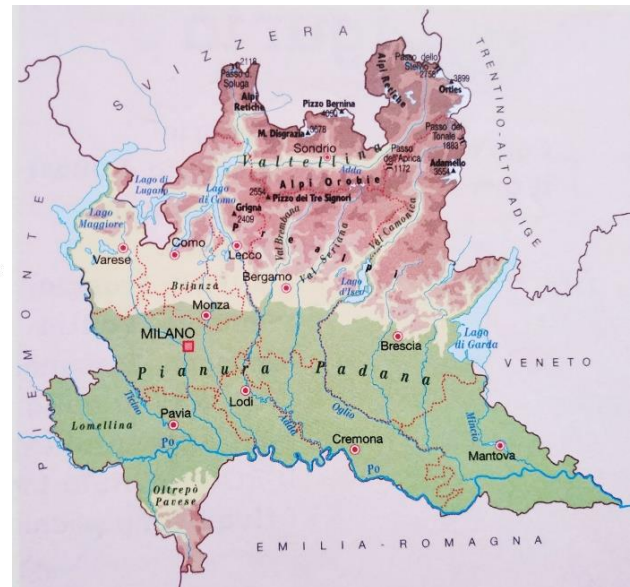 SVIZZERA
2118
Passo d.
Spluga
Alpi
Retiche
Passo dello
Stelvio
2758
3899
Ortles
Alpi Retiche
Pizzo Bernina
4050
M. Disgrazia
3678
Sondrio
Valtellina
Passo del
Tonale
1883
Passo
dell'Aprica
1172
Adamello
3554
TRENTINO-ALTO ADIGE
Adda
Alpi Orobie
2554
Pizzo dei Tre Signori
Grigna
2409
Lago di
Lugano
Lago
Maggiore
Lago
di Como
Val Brembana
Val Seriana
Val Camonica
Prealpi
Varese
Como
Lecco
Bergamo
Lago
d'Iseo
Brianza
Monza
Lago
di Garda
Brescia
MILANO
PIEMONTE
VENETO
Pianura Padana
Ticino
Lodi
Pavia
Lomellina
Adda
Oglio
Cremona
Mincio
Mantova
Po
Po
Oltrepò
Pavese
EMILIA-ROMAGNA